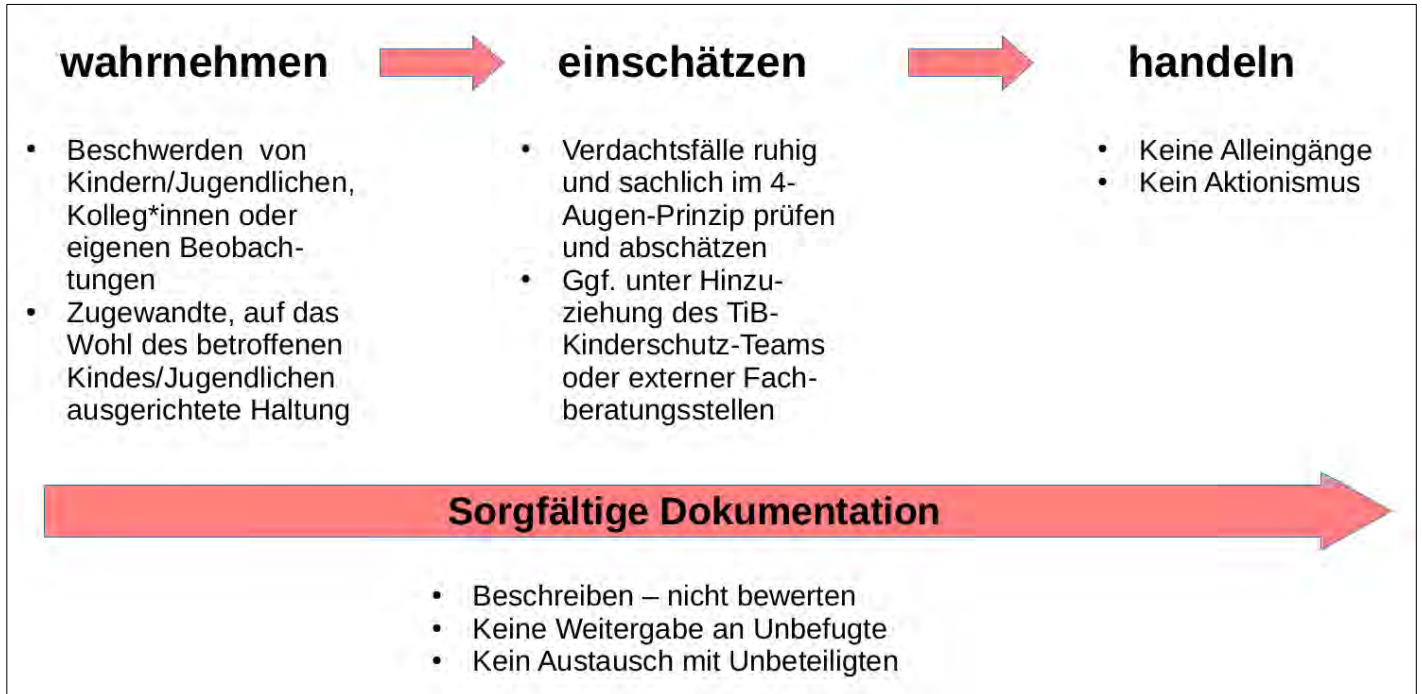 wahrnehmen
einschätzen
handeln
• Beschwerden von
Kindern/Jugendlichen,
Kolleg*innen oder
eigenen Beobach-
tungen
• Zugewandte, auf das
Wohl des betroffenen
Kindes/Jugendlichen
ausgerichtete Haltung
• Verdachtsfälle ruhig
und sachlich im 4-
Augen-Prinzip prüfen
und abschätzen
• Ggf. unter Hinzu-
ziehung des TiB-
Kinderschutz-Teams
oder externer Fach-
beratungsstellen
• Keine Alleingänge
• Kein Aktionismus
Sorgfältige Dokumentation
• Beschreiben – nicht bewerten
• Keine Weitergabe an Unbefugte
• Kein Austausch mit Unbeteiligten